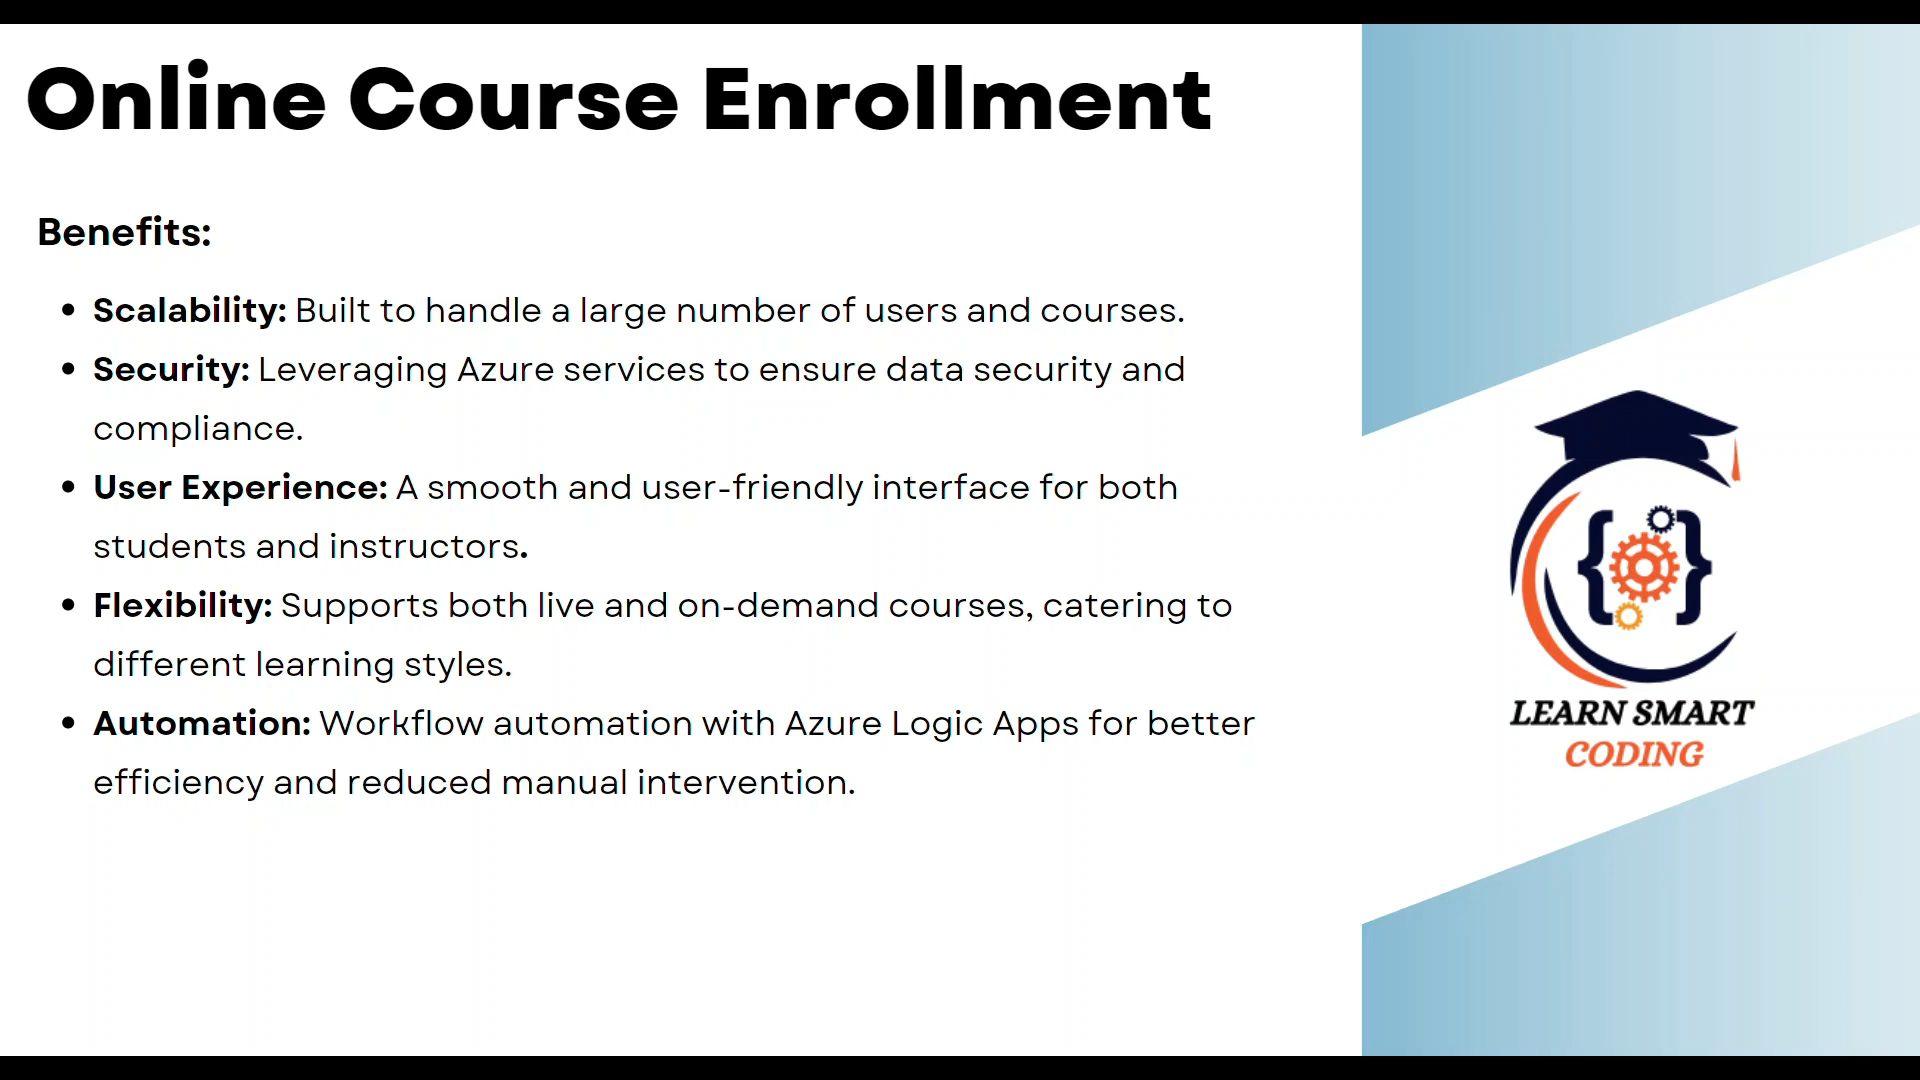 Online Course Enrollment
Benefits:
• Scalability: Built to handle a large number of users and courses.
• Security: Leveraging Azure services to ensure data security and
compliance.
• User Experience: A smooth and user-friendly interface for both
students and instructors.
• Flexibility: Supports both live and on-demand courses, catering to
different learning styles.
• Automation: Workflow automation with Azure Logic Apps for better
efficiency and reduced manual intervention.
{ }
LEARN SMART
CODING